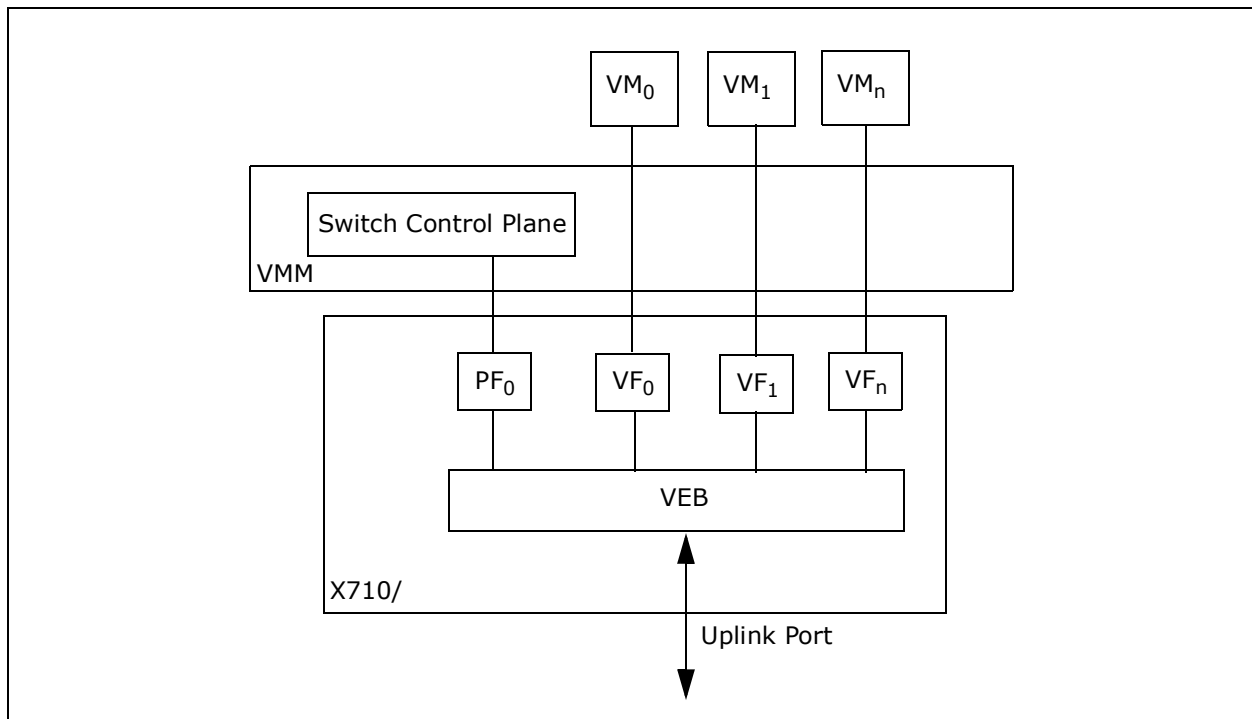 VM0 VM1 VMn
Switch Control Plane
VMM
PF0 VF0 VF1 VFn
VEB
X710/
Uplink Port